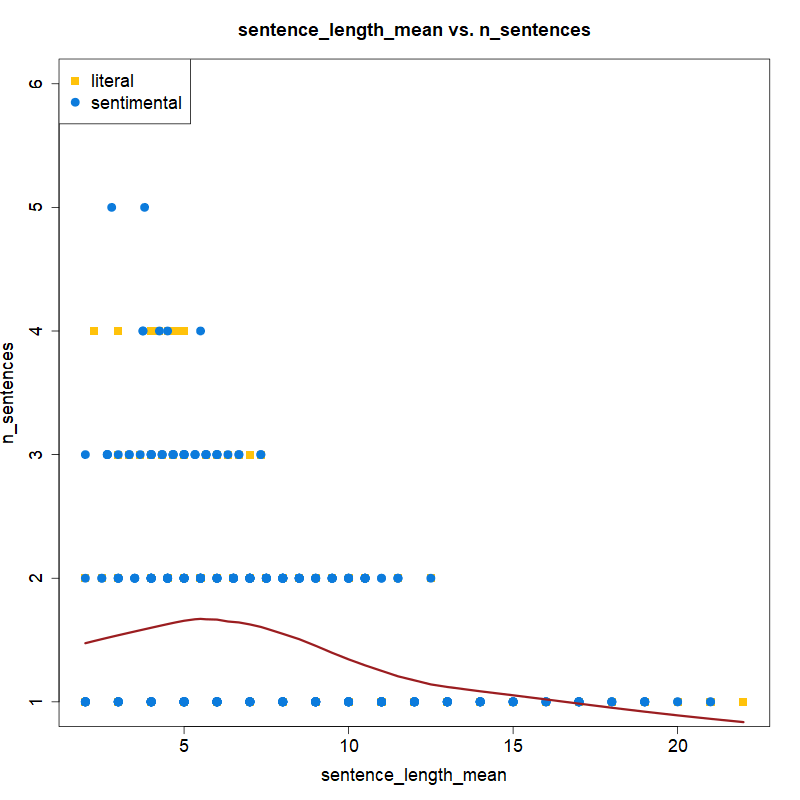 sentence_length_mean vs. n_sentences
literal
sentimental
6
5
4
3
2
1
n_sentences
5
10
15
20
sentence_length_mean